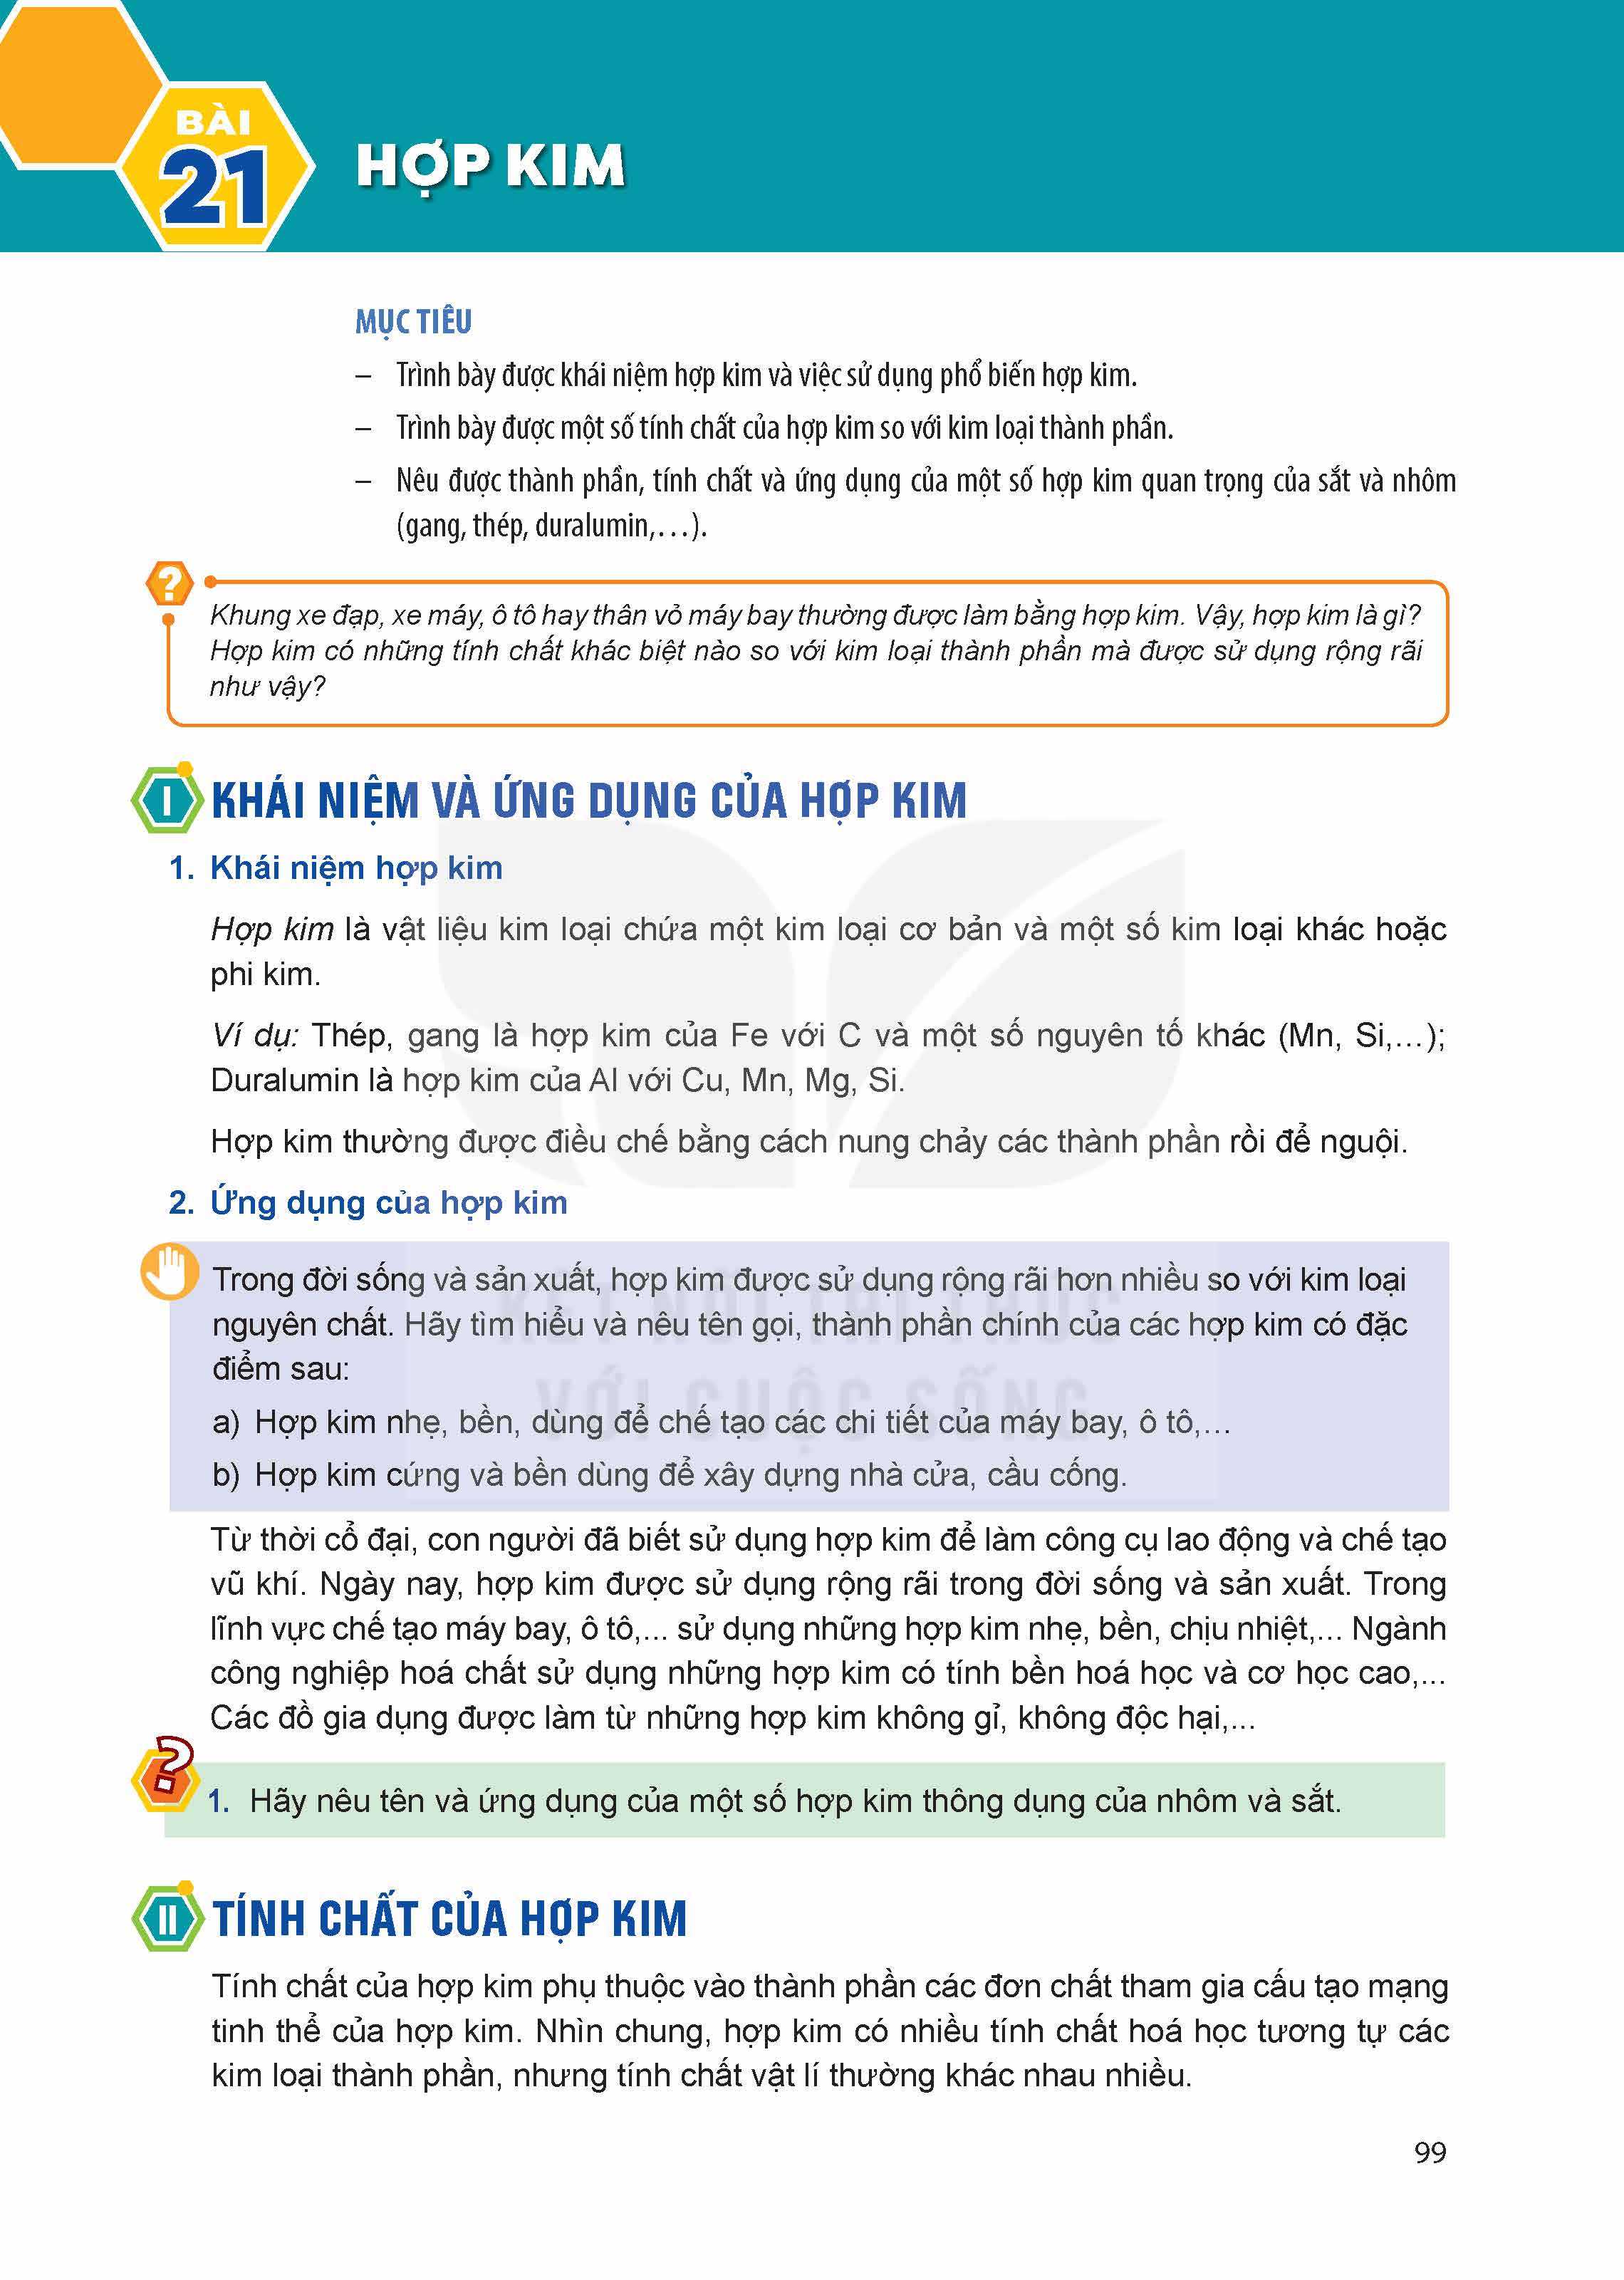 BÀI
21
HỢP KIM
MỤC TIÊU
– Trình bày được khái niệm hợp kim và việc sử dụng phổ biến hợp kim.
– Trình bày được một số tính chất của hợp kim so với kim loại thành phần.
– Nêu được thành phần, tính chất và ứng dụng của một số hợp kim quan trọng của sắt và nhôm
(gang, thép, duralumin,…).
?
Khung xe đạp, xe máy, ô tô hay thân vỏ máy bay thường được làm bằng hợp kim. Vậy, hợp kim là gì?
Hợp kim có những tính chất khác biệt nào so với kim loại thành phần mà được sử dụng rộng rãi
như vậy?
I KHÁI NIỆM VÀ ỨNG DỤNG CỦA HỢP KIM
1. Khái niệm hợp kim
Hợp kim là vật liệu kim loại chứa một kim loại cơ bản và một số kim loại khác hoặc
phi kim.
Ví dụ: Thép, gang là hợp kim của Fe với C và một số nguyên tố khác (Mn, Si,...);
Duralumin là hợp kim của Al với Cu, Mn, Mg, Si.
Hợp kim thường được điều chế bằng cách nung chảy các thành phần rồi để nguội.
2. Ứng dụng của hợp kim
Trong đời sống và sản xuất, hợp kim được sử dụng rộng rãi hơn nhiều so với kim loại
nguyên chất. Hãy tìm hiểu và nêu tên gọi, thành phần chính của các hợp kim có đặc
điểm sau:
a) Hợp kim nhẹ, bền, dùng để chế tạo các chi tiết của máy bay, ô tô,...
b) Hợp kim cứng và bền dùng để xây dựng nhà cửa, cầu cống.
KẾT NỐI TRI THỨC
VỚI CUỘC SỐNG
Từ thời cổ đại, con người đã biết sử dụng hợp kim để làm công cụ lao động và chế tạo
vũ khí. Ngày nay, hợp kim được sử dụng rộng rãi trong đời sống và sản xuất. Trong
lĩnh vực chế tạo máy bay, ô tô,... sử dụng những hợp kim nhẹ, bền, chịu nhiệt,... Ngành
công nghiệp hoá chất sử dụng những hợp kim có tính bền hoá học và cơ học cao,...
Các đồ gia dụng được làm từ những hợp kim không gỉ, không độc hại,...
?
1. Hãy nêu tên và ứng dụng của một số hợp kim thông dụng của nhôm và sắt.
II TÍNH CHẤT CỦA HỢP KIM
Tính chất của hợp kim phụ thuộc vào thành phần các đơn chất tham gia cấu tạo mạng
tinh thể của hợp kim. Nhìn chung, hợp kim có nhiều tính chất hoá học tương tự các
kim loại thành phần, nhưng tính chất vật lí thường khác nhau nhiều.
99